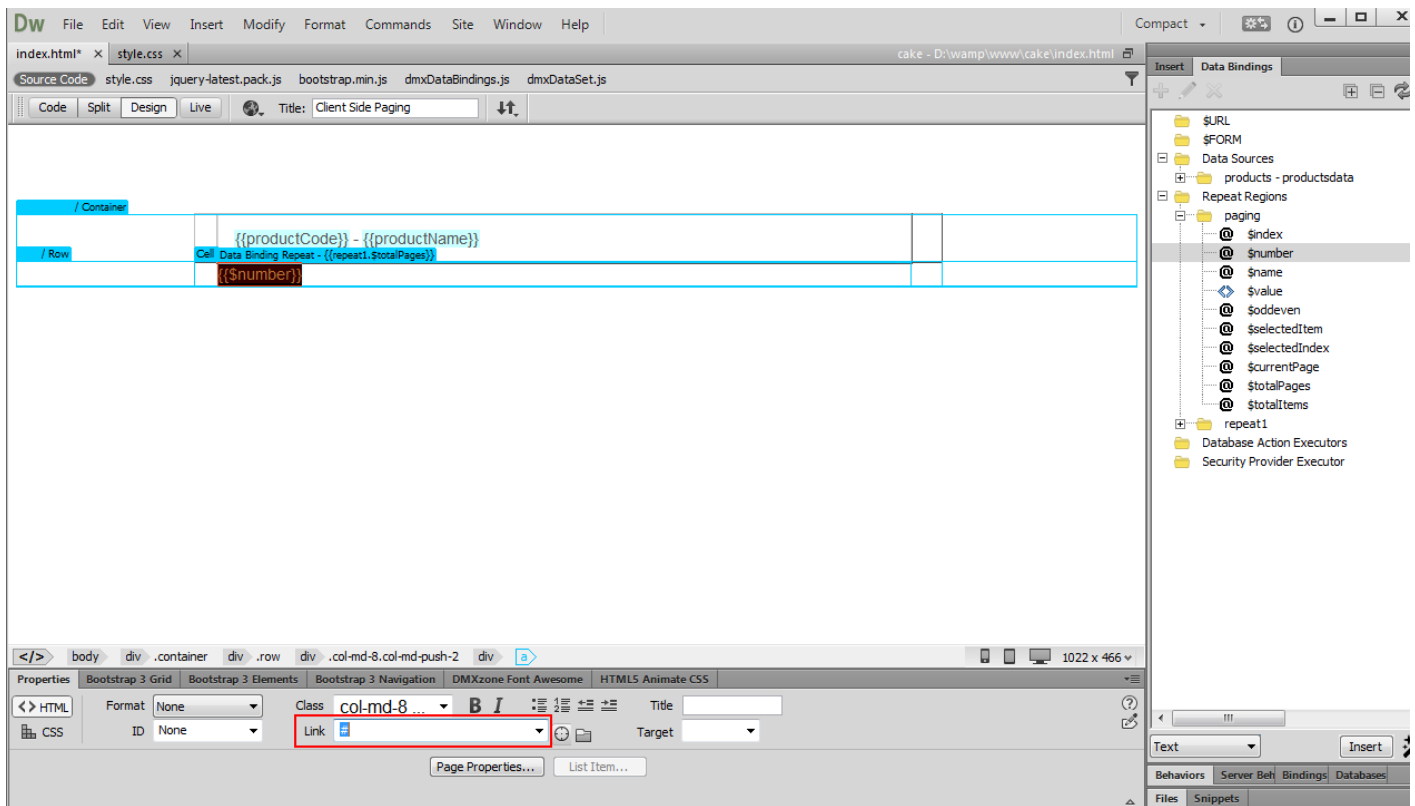 Dw File Edit View Insert Modify Format Commands Site Window Help Compact
index.html* × style.css × cake - D:\wamp\www\cake\index.html
Source Code style.css jquery-latest.pack.js bootstrap.min.js dmxDataBindings.js dmxDataSet.js
Code Split Design Live Title: Client Side Paging
/ Container
{{productCode}} - {{productName}}
/ Row Cell Data Binding Repeat - {{repeat1.$totalPages}}
{{$number}}
</> body div .container div .row div .col-md-8.col-md-push-2 div a 1022 x 466
Properties Bootstrap 3 Grid Bootstrap 3 Elements Bootstrap 3 Navigation DMXzone Font Awesome HTML5 Animate CSS
<> HTML Format None Class col-md-8 ... B I Title
CSS ID None Link # Target
Page Properties... List Item...
Insert Data Bindings
$URL
$FORM
Data Sources
products - productsdata
Repeat Regions
paging
@ $index
@ $number
@ $name
$value
@ $oddeven
@ $selectedItem
@ $selectedIndex
@ $currentPage
@ $totalPages
@ $totalItems
repeat1
Database Action Executors
Security Provider Executor
Text Insert
Behaviors Server Beh Bindings Databases
Files Snippets